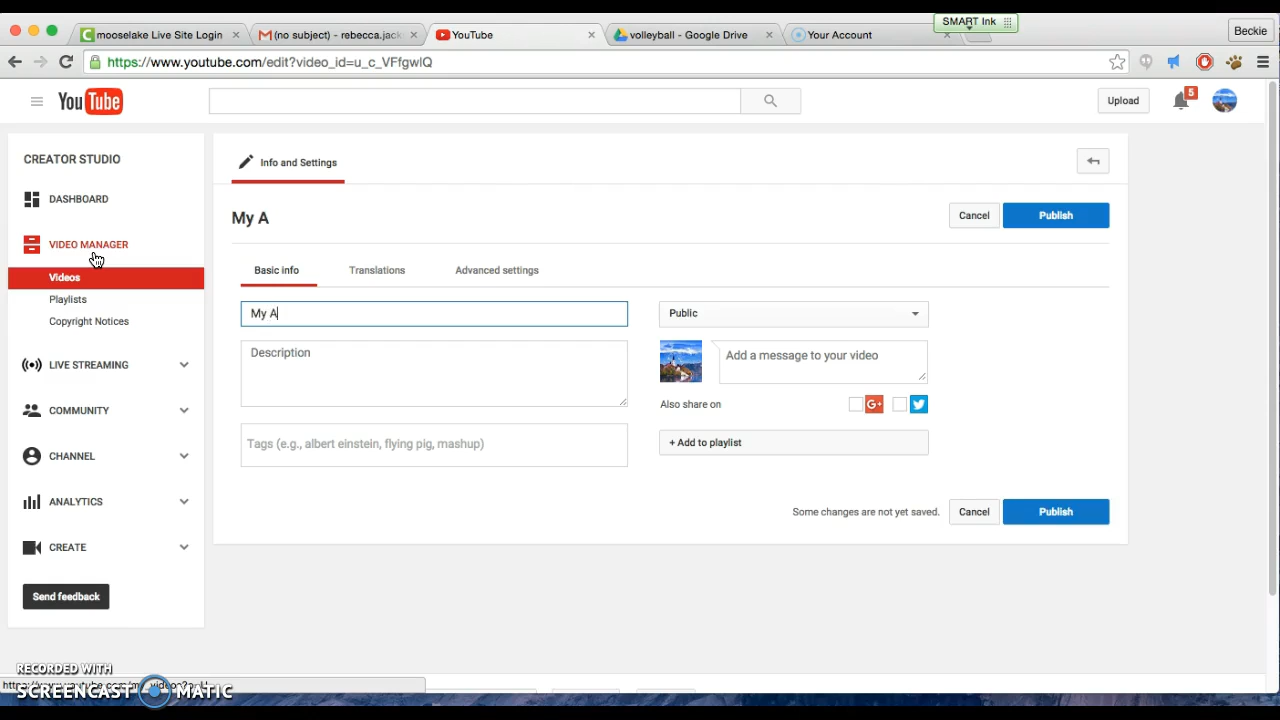 SMART Ink
mooselake Live Site Login
(no subject) - rebecca.jack
YouTube
volleyball - Google Drive
Your Account
Beckie
https://www.youtube.com/edit?video_id=u_c_VFfgwlQ
YouTube
Upload
5
CREATOR STUDIO
DASHBOARD
VIDEO MANAGER
Videos
Playlists
Copyright Notices
LIVE STREAMING
COMMUNITY
CHANNEL
ANALYTICS
CREATE
Send feedback
Info and Settings
My A
Cancel
Publish
Basic info
Translations
Advanced settings
My A
Public
Description
Add a message to your video
Also share on
G+
Tags (e.g., albert einstein, flying pig, mashup)
+ Add to playlist
Some changes are not yet saved.
Cancel
Publish
RECORDED WITH
SCREENCAST MATIC